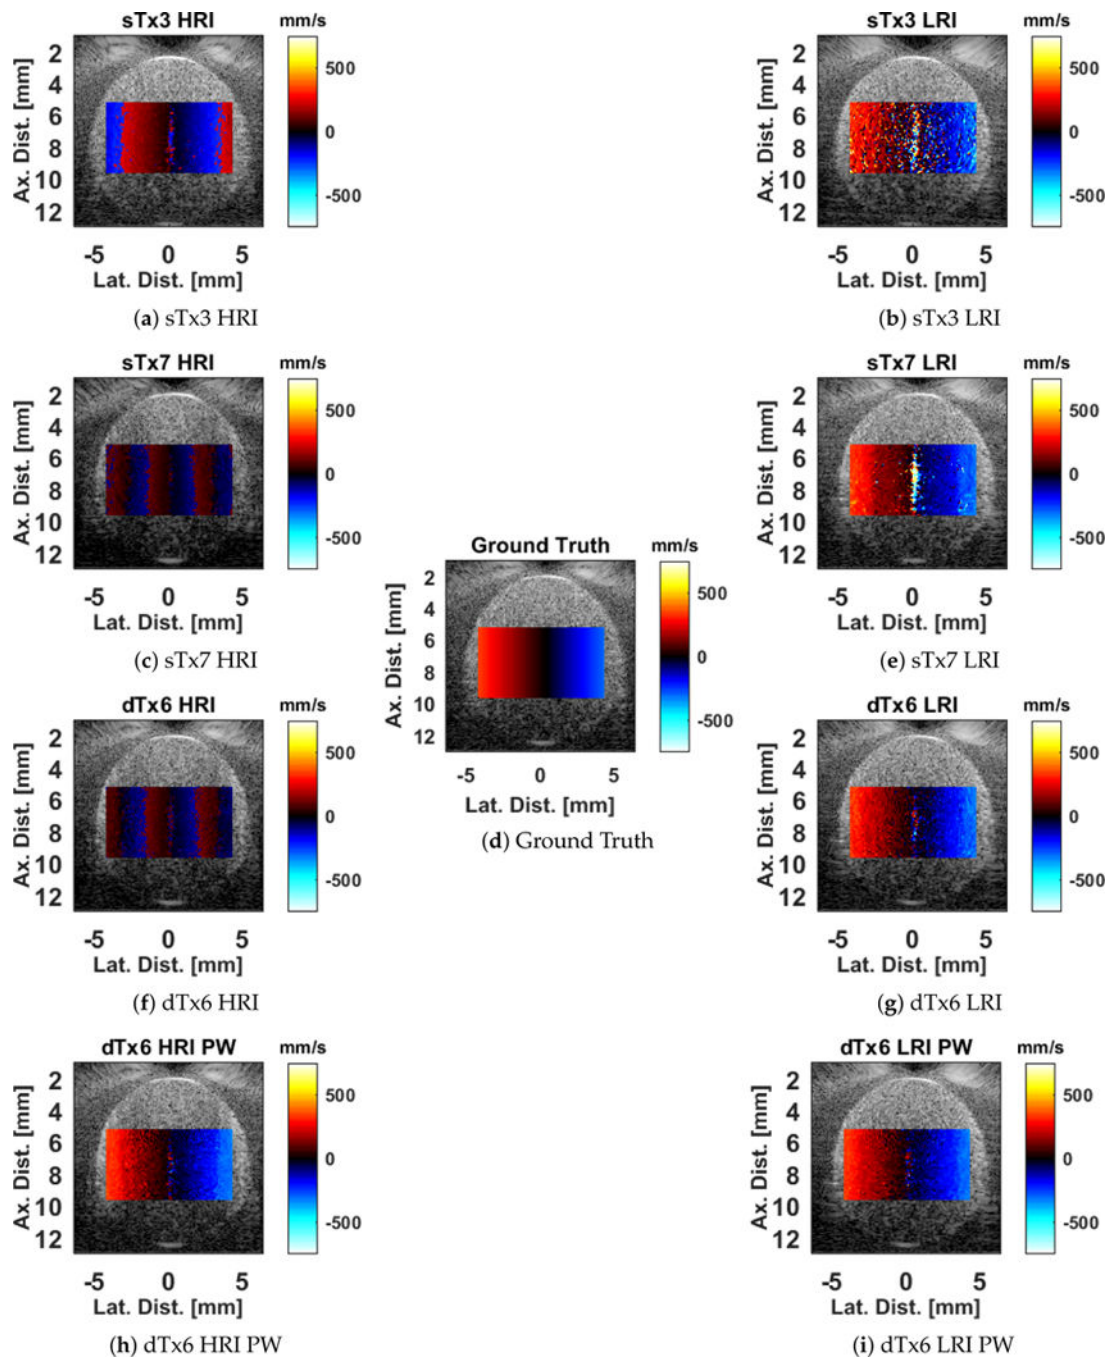 sTx3 HRI
mm/s
Ax. Dist. [mm]
2
4
6
8
10
12
500
0
-500
-5 0 5
Lat. Dist. [mm]
(a) sTx3 HRI
sTx3 LRI
mm/s
Ax. Dist. [mm]
2
4
6
8
10
12
500
0
-500
-5 0 5
Lat. Dist. [mm]
(b) sTx3 LRI
sTx7 HRI
mm/s
Ax. Dist. [mm]
2
4
6
8
10
12
500
0
-500
-5 0 5
Lat. Dist. [mm]
(c) sTx7 HRI
Ground Truth
mm/s
Ax. Dist. [mm]
2
4
6
8
10
12
500
0
-500
-5 0 5
Lat. Dist. [mm]
(d) Ground Truth
sTx7 LRI
mm/s
Ax. Dist. [mm]
2
4
6
8
10
12
500
0
-500
-5 0 5
Lat. Dist. [mm]
(e) sTx7 LRI
dTx6 HRI
mm/s
Ax. Dist. [mm]
2
4
6
8
10
12
500
0
-500
-5 0 5
Lat. Dist. [mm]
(f) dTx6 HRI
dTx6 LRI
mm/s
Ax. Dist. [mm]
2
4
6
8
10
12
500
0
-500
-5 0 5
Lat. Dist. [mm]
(g) dTx6 LRI
dTx6 HRI PW
mm/s
Ax. Dist. [mm]
2
4
6
8
10
12
500
0
-500
-5 0 5
Lat. Dist. [mm]
(h) dTx6 HRI PW
dTx6 LRI PW
mm/s
Ax. Dist. [mm]
2
4
6
8
10
12
500
0
-500
-5 0 5
Lat. Dist. [mm]
(i) dTx6 LRI PW